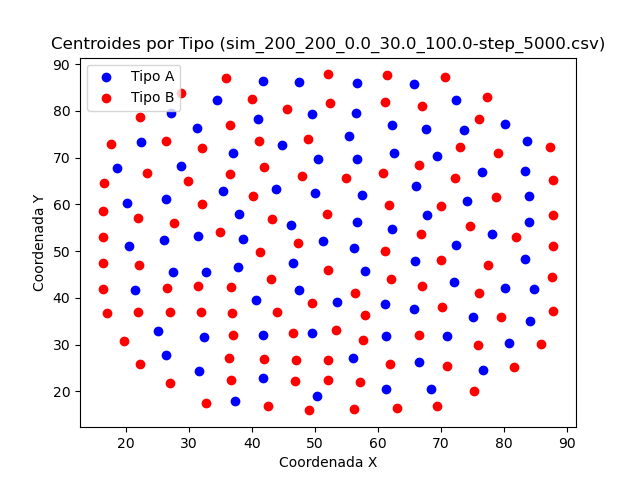 Centroides por Tipo (sim_200_200_0.0_30.0_100.0-step_5000.csv)
Tipo A
Tipo B
90
80
70
60
50
40
30
20
Coordenada Y
20 30 40 50 60 70 80 90
Coordenada X